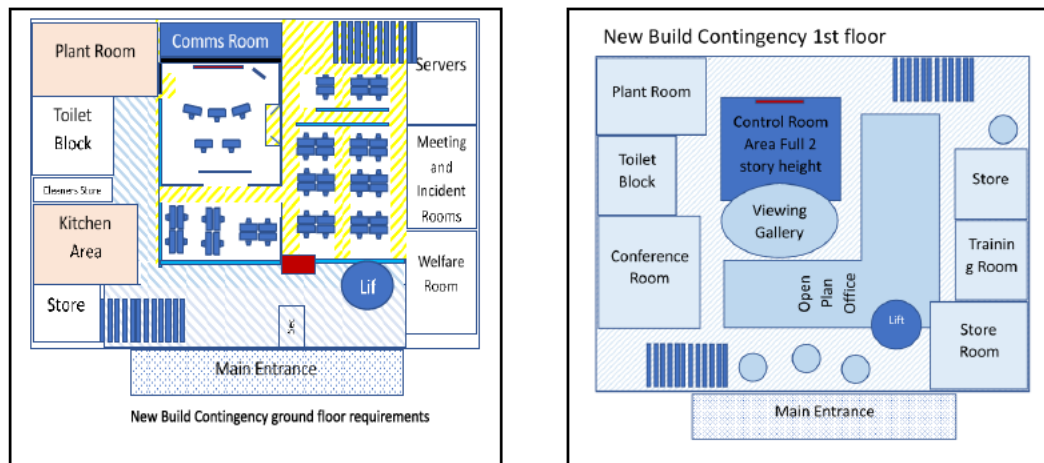 Plant Room
Comms Room
Servers
Toilet
Block
Cleaners Store
Meeting
and
Incident
Rooms
Kitchen
Area
Welfare
Room
Store
Lif
Sec
Main Entrance
New Build Contingency ground floor requirements
New Build Contingency 1st floor
Plant Room
Control Room
Area Full 2
story height
Toilet
Block
Store
Viewing
Gallery
Conference
Room
Trainin
g Room
Open
Plan
Office
Lift
Store
Room
Main Entrance